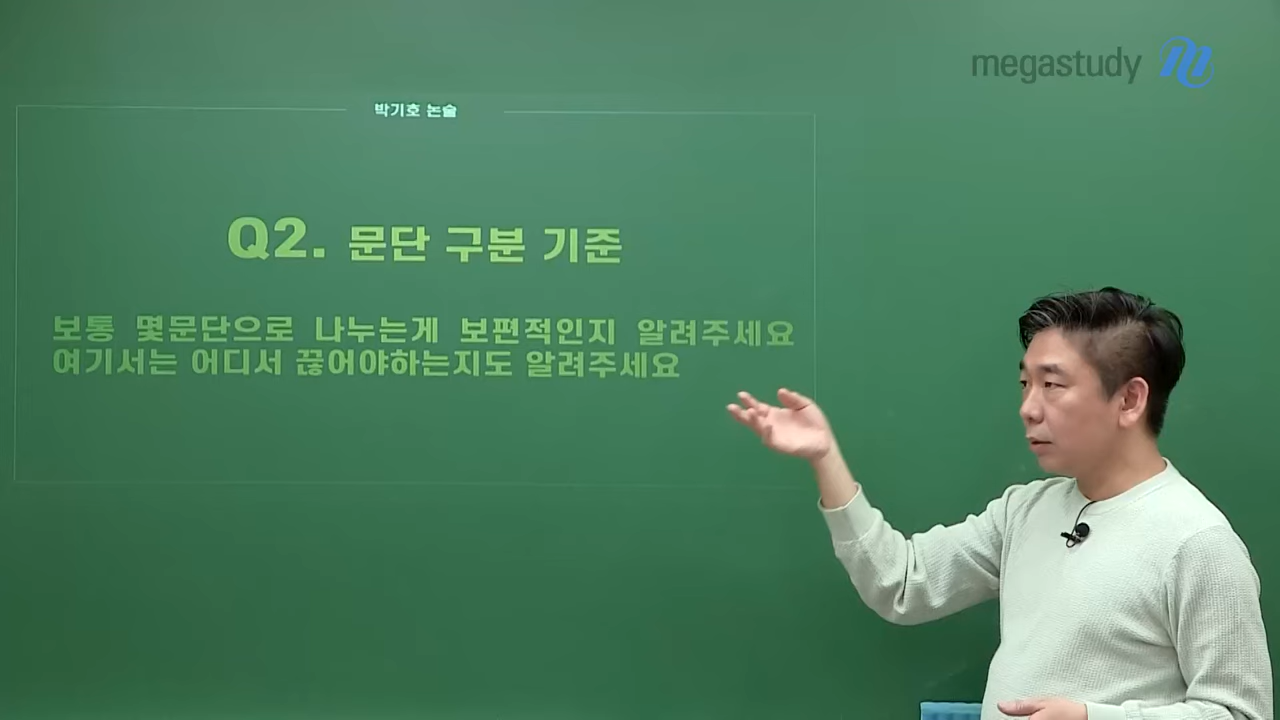 megastudy
박기호 논술
Q2. 문단 구분 기준
보통 몇문단으로 나누는게 보편적인지 알려주세요
여기서는 어디서 끊어야하는지도 알려주세요